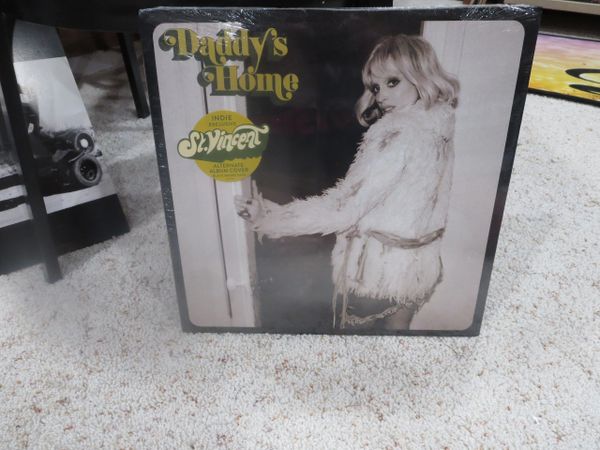 Daddy's
Home
INDIE
EXCLUSIVE
St. Vincent
ALTERNATE
ALBUM COVER